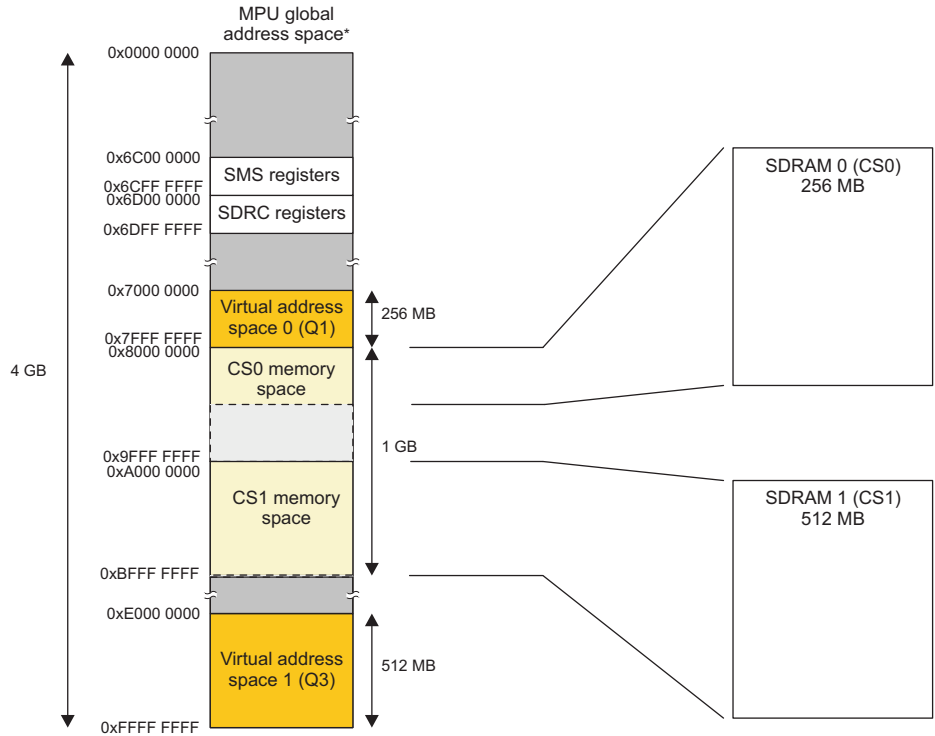 MPU global
address space*
0x0000 0000
0x6C00 0000
SMS registers
0x6CFF FFFF
0x6D00 0000
SDRC registers
0x6DFF FFFF
0x7000 0000
Virtual address
space 0 (Q1)
256 MB
0x7FFF FFFF
0x8000 0000
4 GB
CS0 memory
space
1 GB
0x9FFF FFFF
0xA000 0000
CS1 memory
space
0xBFFF FFFF
0xE000 0000
Virtual address
space 1 (Q3)
512 MB
0xFFFF FFFF
SDRAM 0 (CS0)
256 MB
SDRAM 1 (CS1)
512 MB